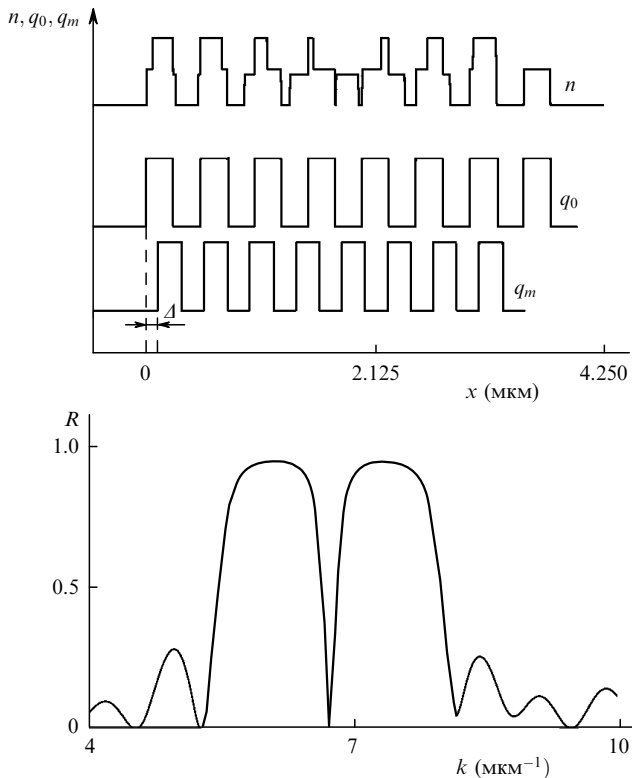 n, q₀, qₘ
n
q₀
qₘ
Δ
0 2.125 4.250
x (мкм)
R
1.0
0.5
0
4 7 10
k (мкм⁻¹)